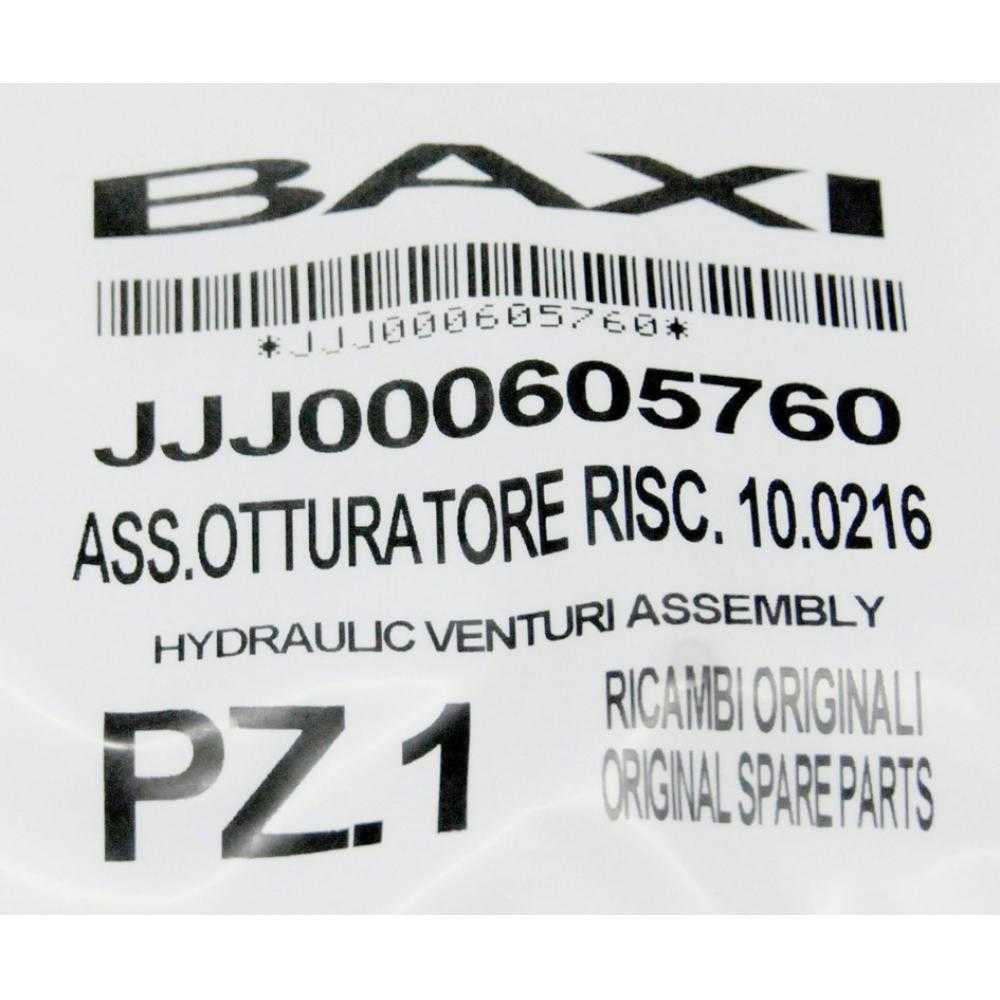 BAXI
*JJJ000605760*
JJJ000605760
ASS.OTTURATORE RISC. 10.0216
HYDRAULIC VENTURI ASSEMBLY
PZ.1
RICAMBI ORIGINALI
ORIGINAL SPARE PARTS